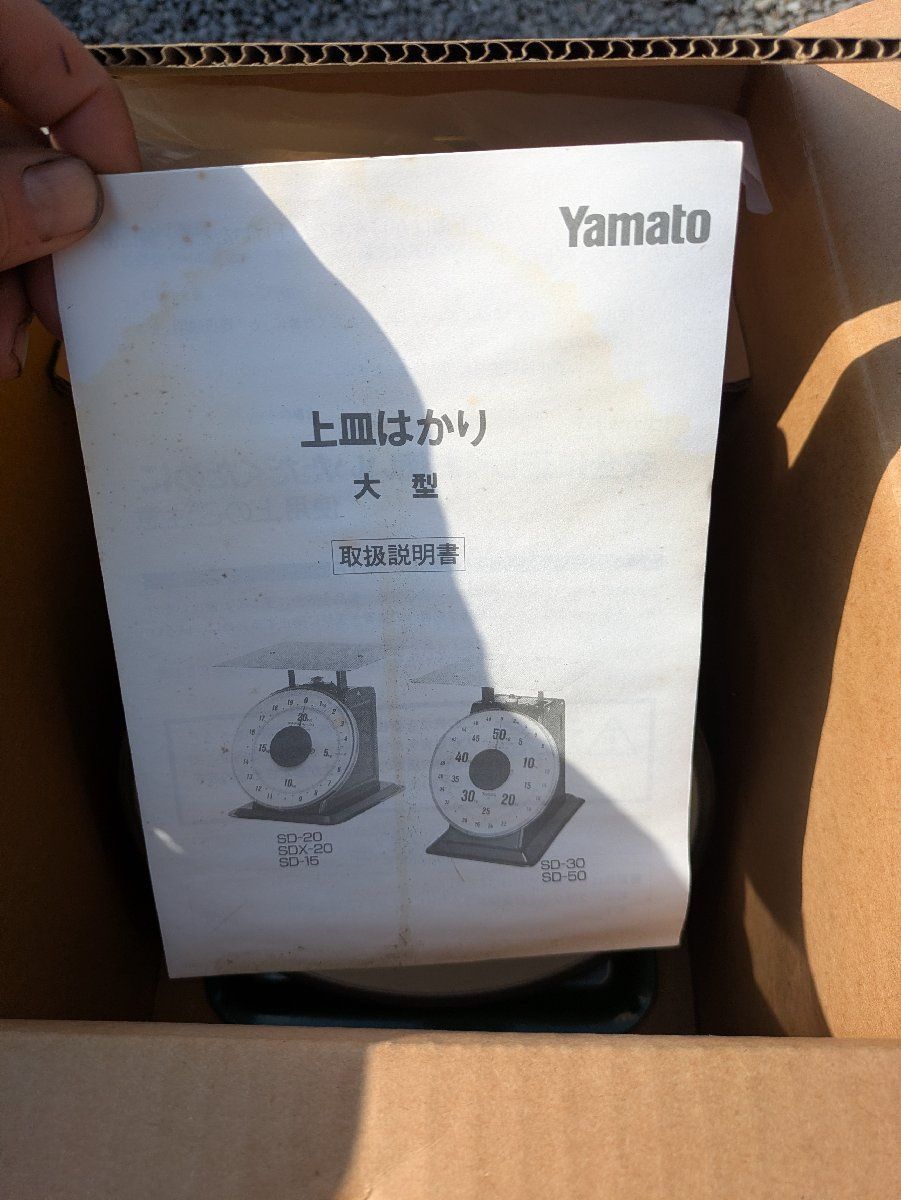 Yamato
上皿はかり
大型
取扱説明書
SD-20
SDX-20
SD-15
SD-30
SD-50